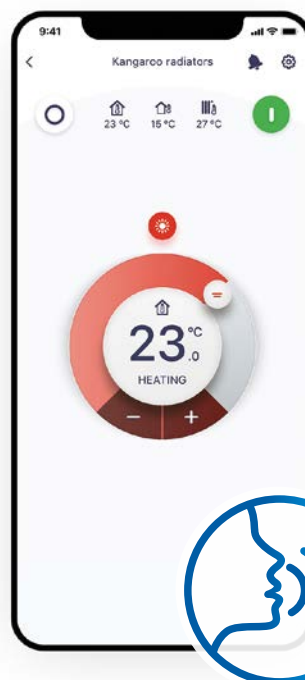 9:41
Kangaroo radiators
23 °C 15 °C 27 °C
23.0 °C
HEATING
− +